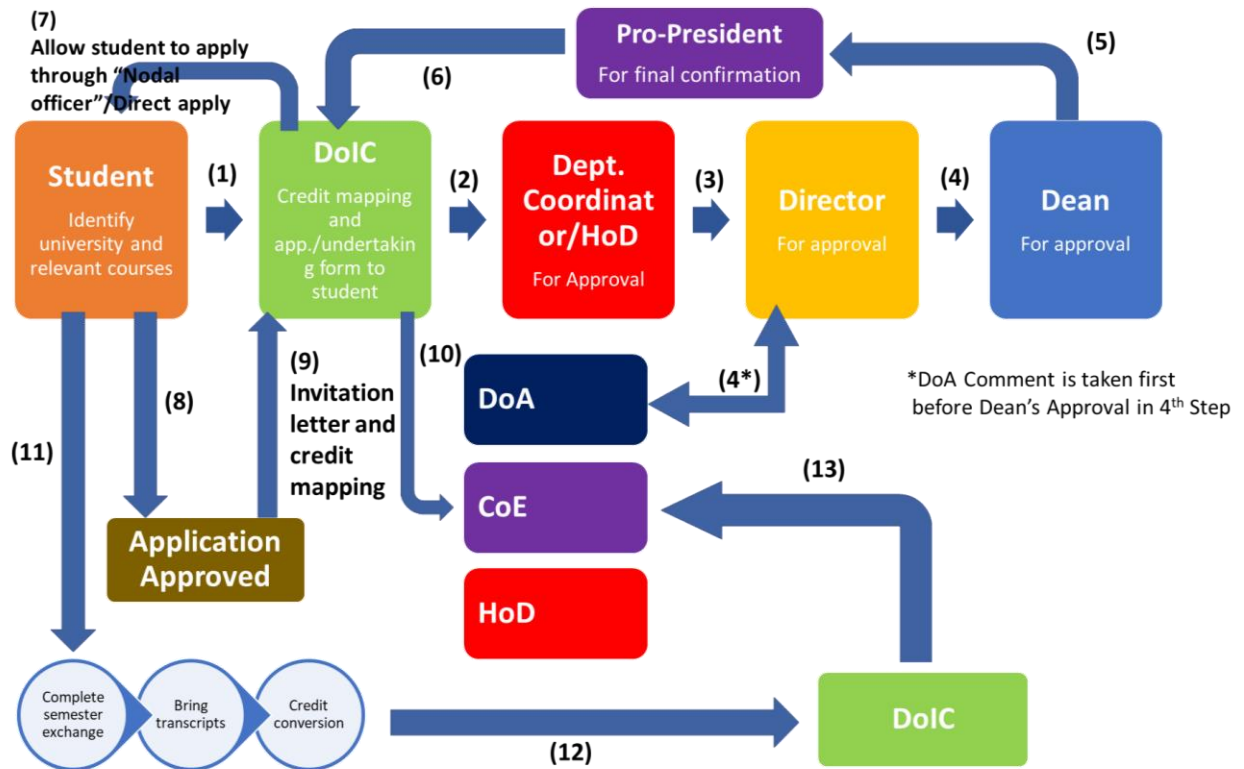 (7)
Allow student to apply
through “Nodal
officer”/Direct apply
(6)
Pro-President
For final confirmation
(5)
Student
Identify
university and
relevant courses
(1)
DoIC
Credit mapping
and
app./undertakin
g form to
student
(2)
Dept.
Coordinat
or/HoD
For Approval
(3)
Director
For approval
(4)
Dean
For approval
(11)
(8)
(9)
Invitation
letter and
credit
mapping
(10)
DoA
(4*)
*DoA Comment is taken first
before Dean’s Approval in 4th Step
Application
Approved
CoE
(13)
HoD
Complete
semester
exchange
Bring
transcripts
Credit
conversion
(12)
DoIC